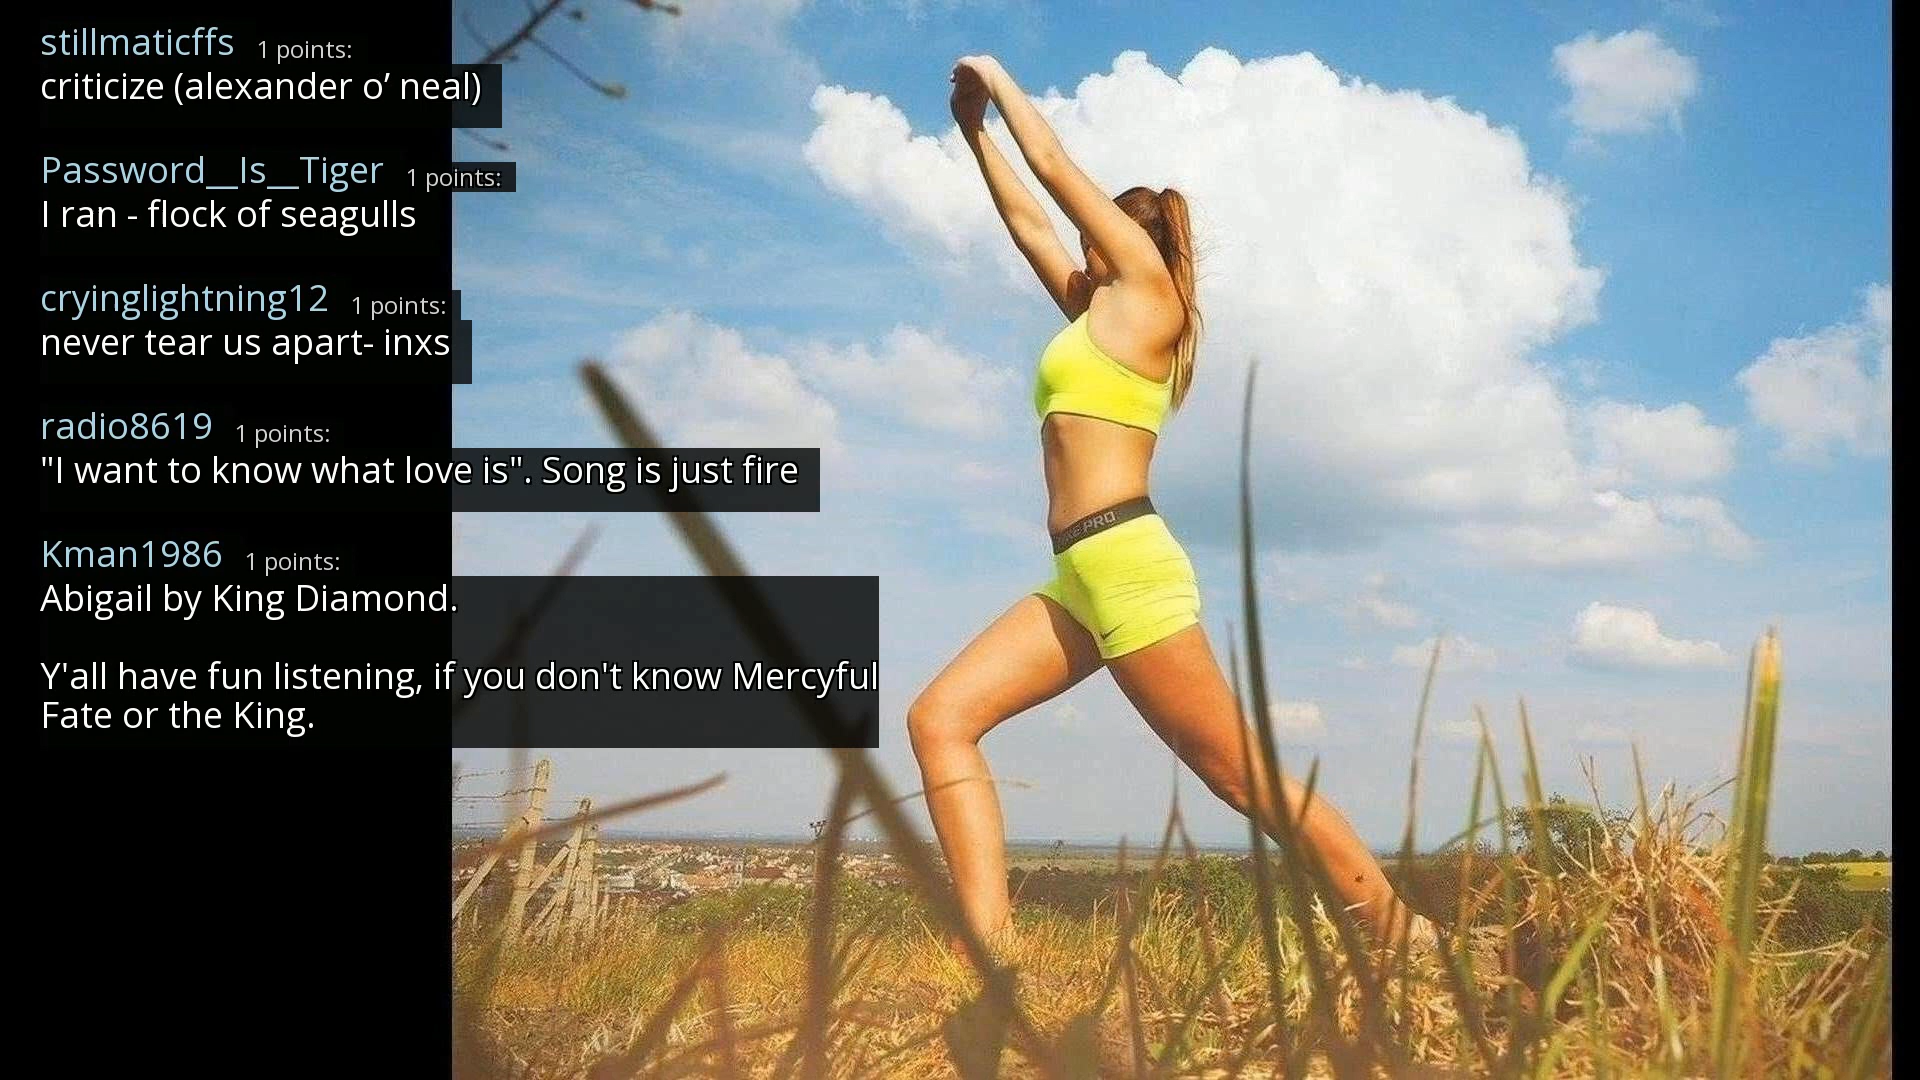 stillmaticffs 1 points:
criticize (alexander o’ neal)
Password__Is__Tiger 1 points:
I ran - flock of seagulls
cryinglightning12 1 points:
never tear us apart- inxs
radio8619 1 points:
"I want to know what love is". Song is just fire
Kman1986 1 points:
Abigail by King Diamond.
Y'all have fun listening, if you don't know Mercyful
Fate or the King.
PRO